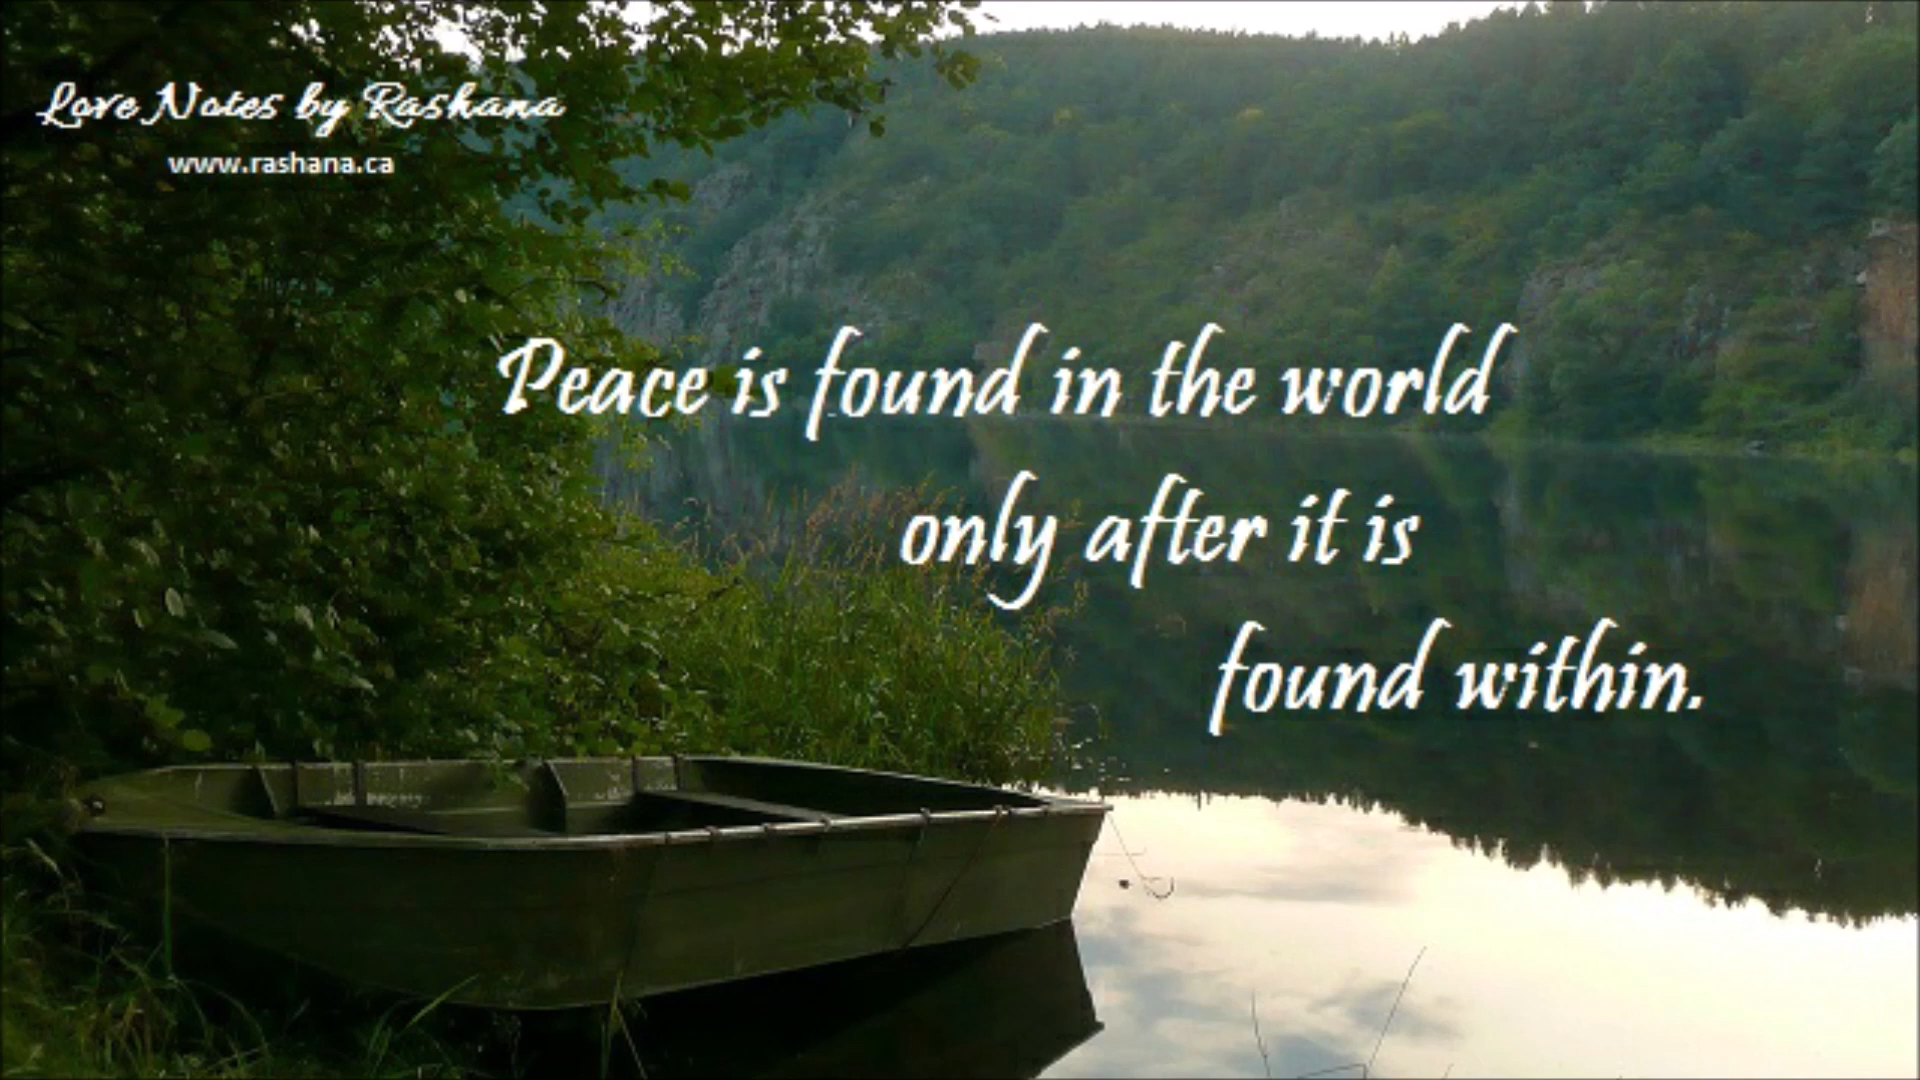 Love Notes by Rashana
www.rashana.ca
Peace is found in the world
only after it is
found within.